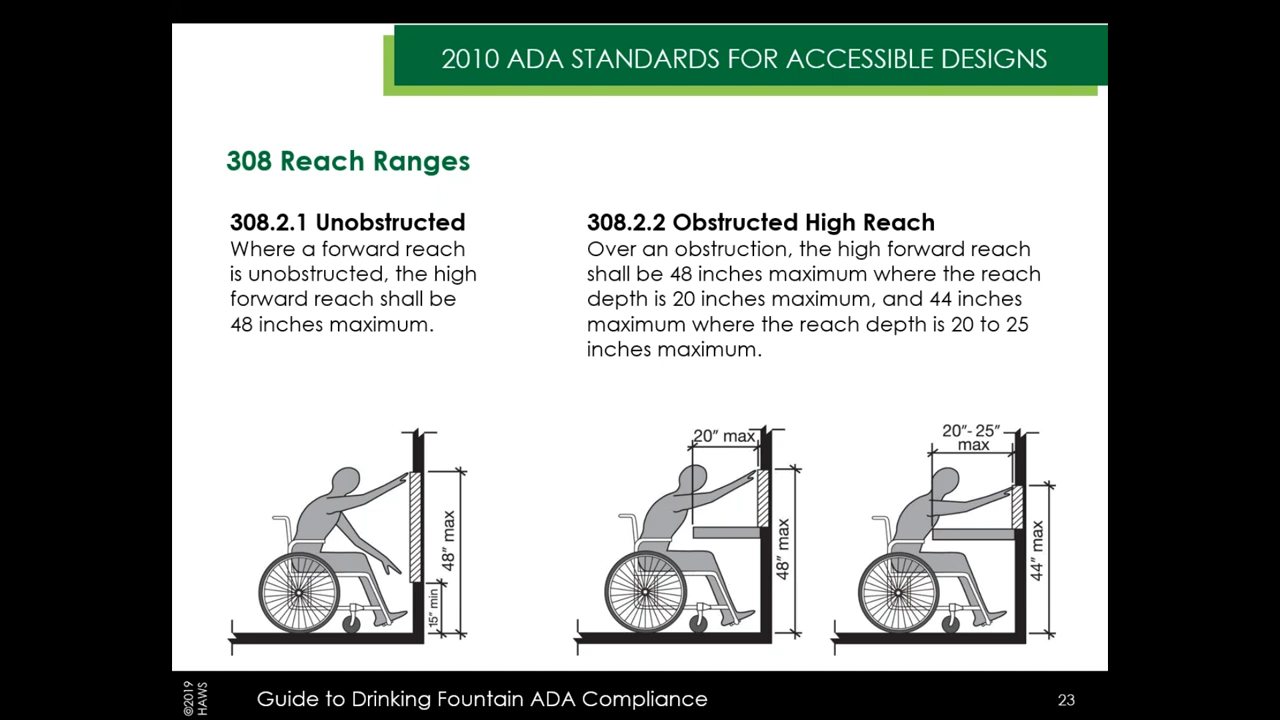 2010 ADA STANDARDS FOR ACCESSIBLE DESIGNS
308 Reach Ranges
308.2.1 Unobstructed
Where a forward reach
is unobstructed, the high
forward reach shall be
48 inches maximum.
308.2.2 Obstructed High Reach
Over an obstruction, the high forward reach
shall be 48 inches maximum where the reach
depth is 20 inches maximum, and 44 inches
maximum where the reach depth is 20 to 25
inches maximum.
48" max
15" min
20" max
48" max
20"- 25"
max
44" max
©2019
HAWS
Guide to Drinking Fountain ADA Compliance
23